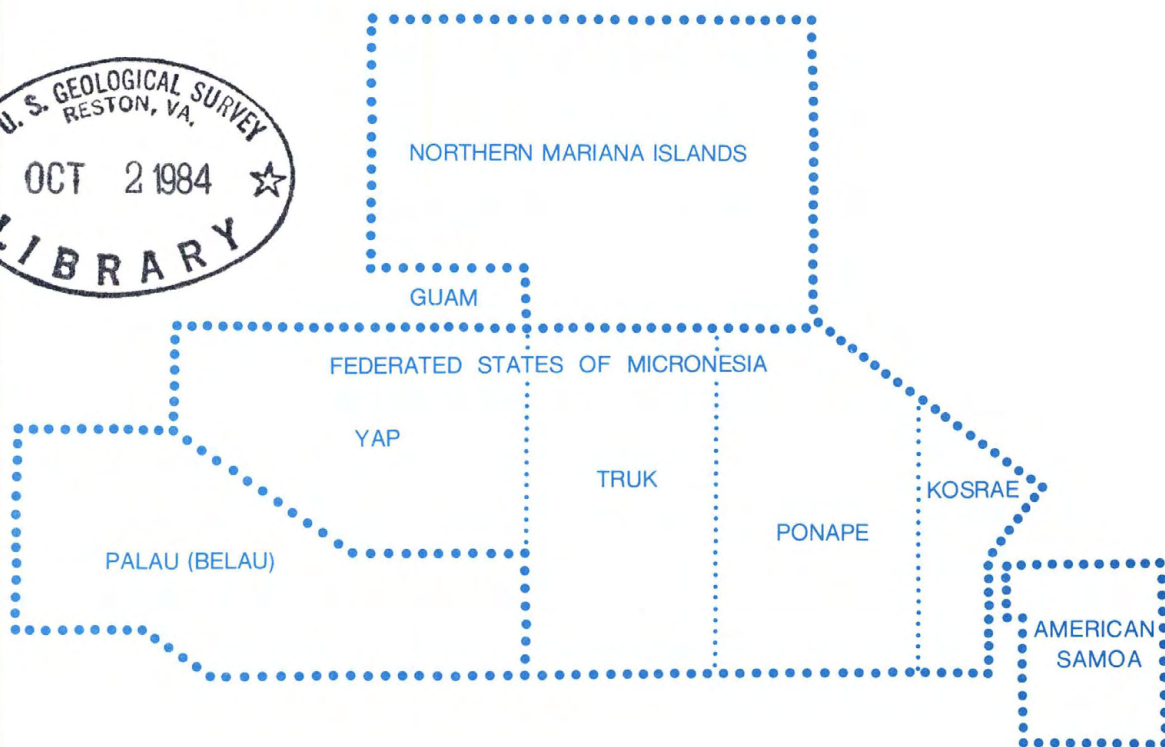 U. S. GEOLOGICAL SURVEY
RESTON, VA.
OCT 2 1984
LIBRARY
NORTHERN MARIANA ISLANDS
GUAM
FEDERATED STATES OF MICRONESIA
YAP
TRUK
KOSRAE
PONAPE
PALAU (BELAU)
AMERICAN
SAMOA